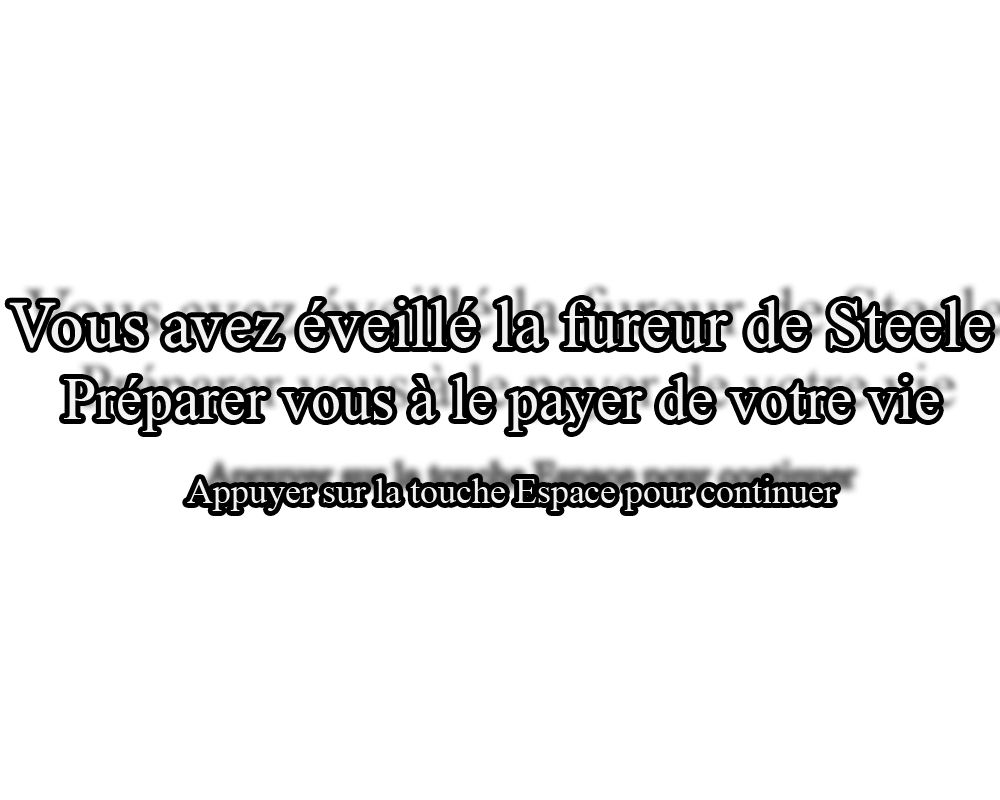 Vous avez éveillé la fureur de Steele
Préparer vous à le payer de votre vie
Appuyer sur la touche Espace pour continuer